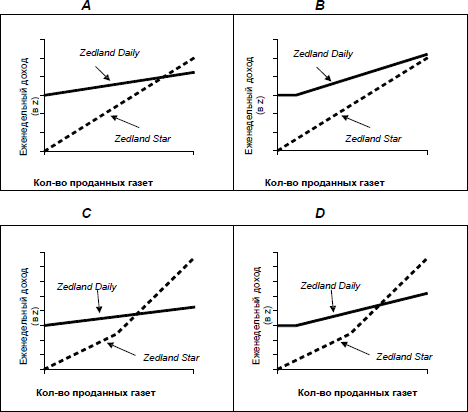 A
Еженедельный доход
(в z)
Zedland Daily
Zedland Star
Кол-во проданных газет
B
Еженедельный доход
(в z)
Zedland Daily
Zedland Star
Кол-во проданных газет
C
Еженедельный доход
(в z)
Zedland Daily
Zedland Star
Кол-во проданных газет
D
Еженедельный доход
(в z)
Zedland Daily
Zedland Star
Кол-во проданных газет